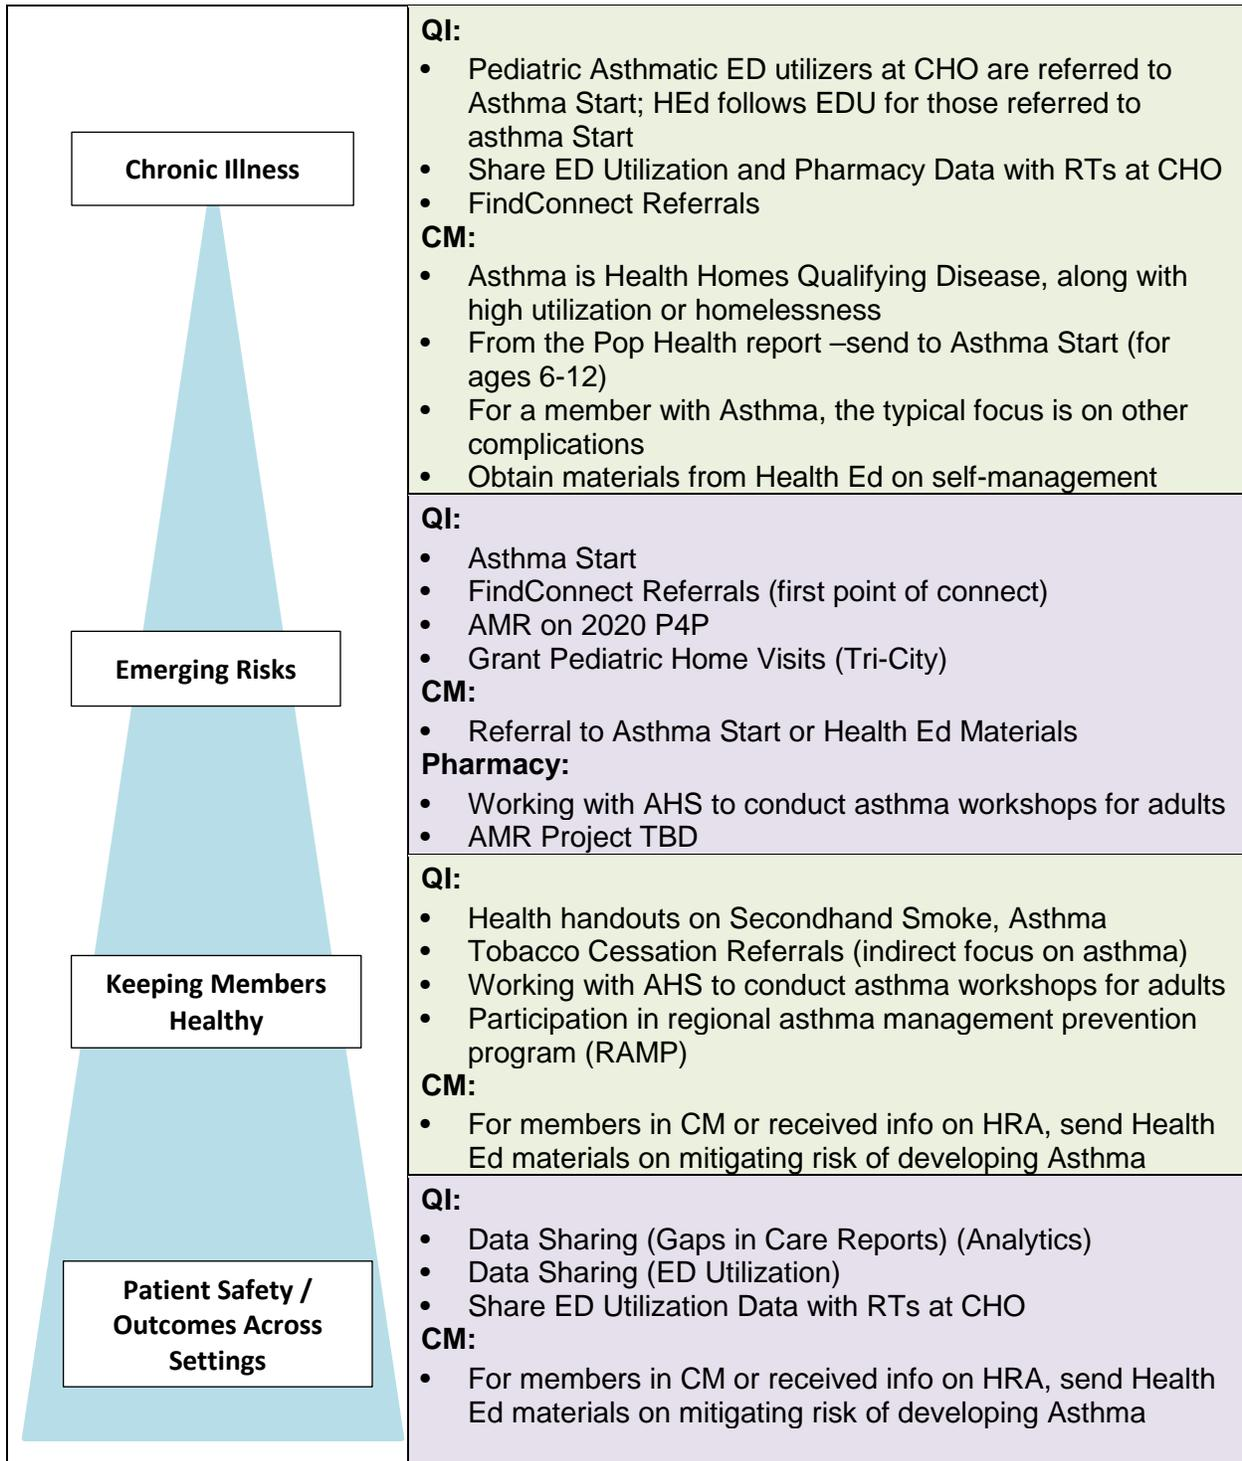 QI:
• Pediatric Asthmatic ED utilizers at CHO are referred to
Asthma Start; HEd follows EDU for those referred to
asthma Start
• Share ED Utilization and Pharmacy Data with RTs at CHO
• FindConnect Referrals
CM:
• Asthma is Health Homes Qualifying Disease, along with
high utilization or homelessness
• From the Pop Health report –send to Asthma Start (for
ages 6-12)
• For a member with Asthma, the typical focus is on other
complications
• Obtain materials from Health Ed on self-management
Chronic Illness
QI:
• Asthma Start
• FindConnect Referrals (first point of connect)
• AMR on 2020 P4P
• Grant Pediatric Home Visits (Tri-City)
CM:
• Referral to Asthma Start or Health Ed Materials
Pharmacy:
• Working with AHS to conduct asthma workshops for adults
• AMR Project TBD
Emerging Risks
QI:
• Health handouts on Secondhand Smoke, Asthma
• Tobacco Cessation Referrals (indirect focus on asthma)
• Working with AHS to conduct asthma workshops for adults
• Participation in regional asthma management prevention
program (RAMP)
CM:
• For members in CM or received info on HRA, send Health
Ed materials on mitigating risk of developing Asthma
Keeping Members
Healthy
QI:
• Data Sharing (Gaps in Care Reports) (Analytics)
• Data Sharing (ED Utilization)
• Share ED Utilization Data with RTs at CHO
CM:
• For members in CM or received info on HRA, send Health
Ed materials on mitigating risk of developing Asthma
Patient Safety /
Outcomes Across
Settings